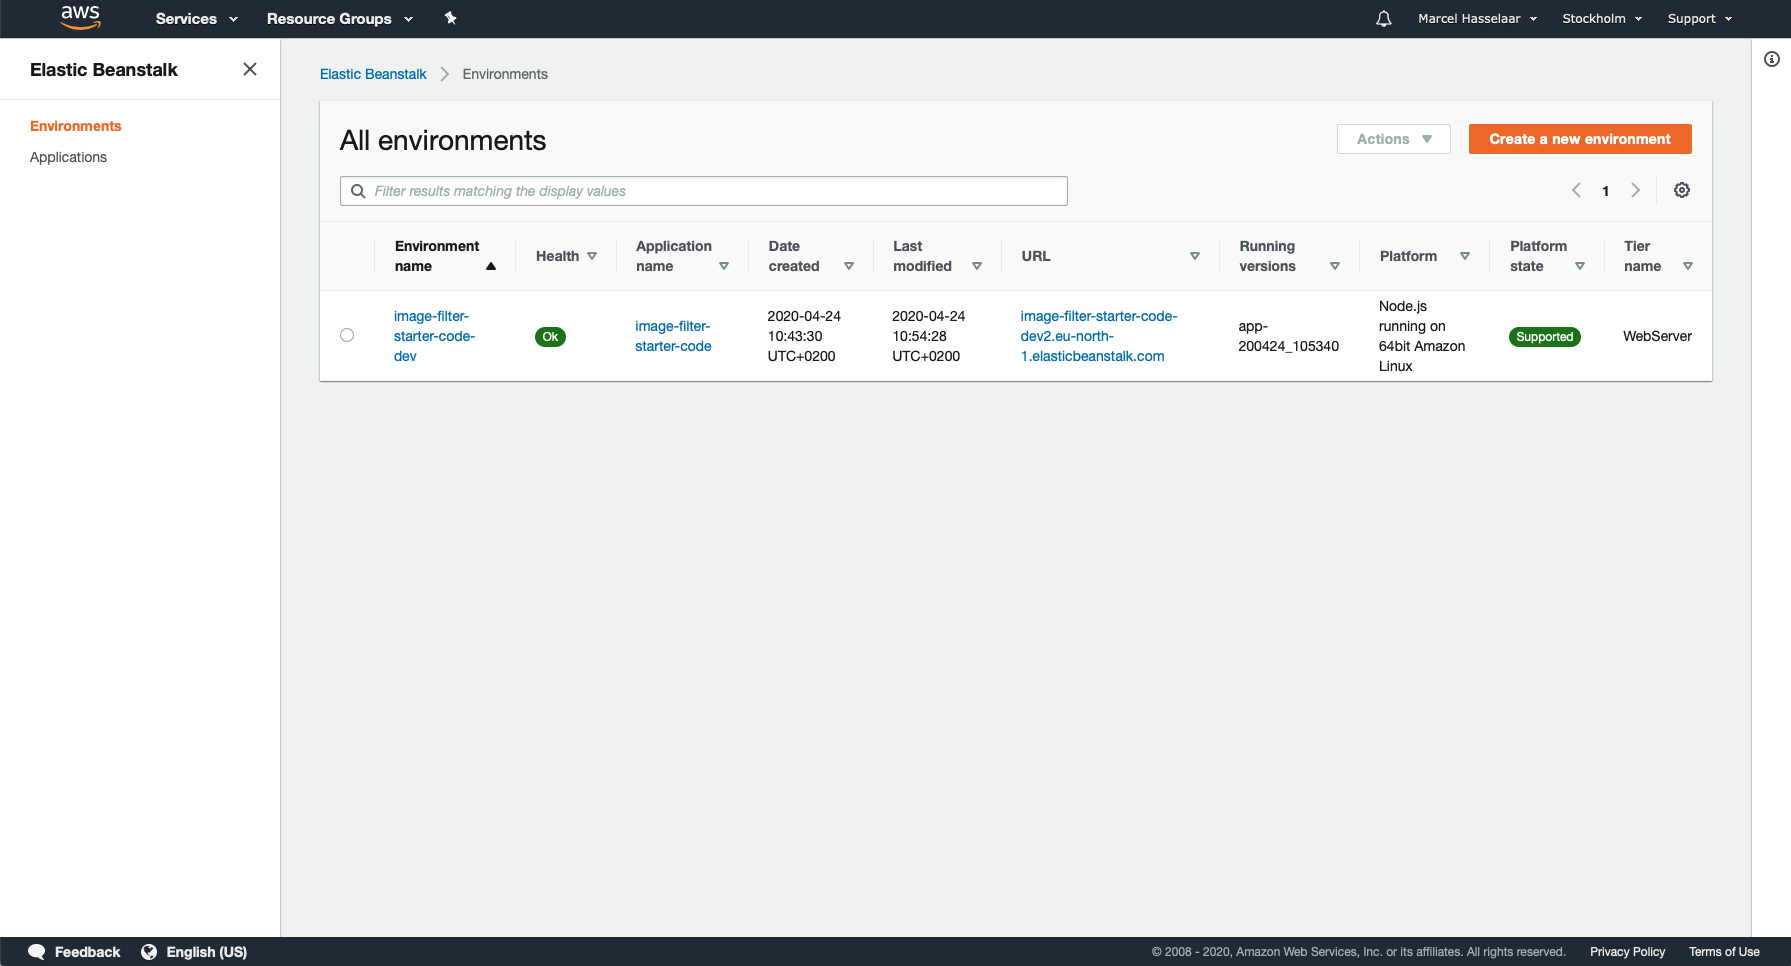 aws Services Resource Groups Marcel Hasselaar Stockholm Support
Elastic Beanstalk
Environments
Applications
Elastic Beanstalk Environments
All environments
Actions Create a new environment
Filter results matching the display values
1
Environment name
Health
Application name
Date created
Last modified
URL
Running versions
Platform
Platform state
Tier name
image-filter-
starter-code-
dev
Ok
image-filter-
starter-code
2020-04-24
10:43:30
UTC+0200
2020-04-24
10:54:28
UTC+0200
image-filter-starter-code-
dev2.eu-north-
1.elasticbeanstalk.com
app-
200424_105340
Node.js
running on
64bit Amazon
Linux
Supported
WebServer
Feedback English (US) © 2008 - 2020, Amazon Web Services, Inc. or its affiliates. All rights reserved. Privacy Policy Terms of Use